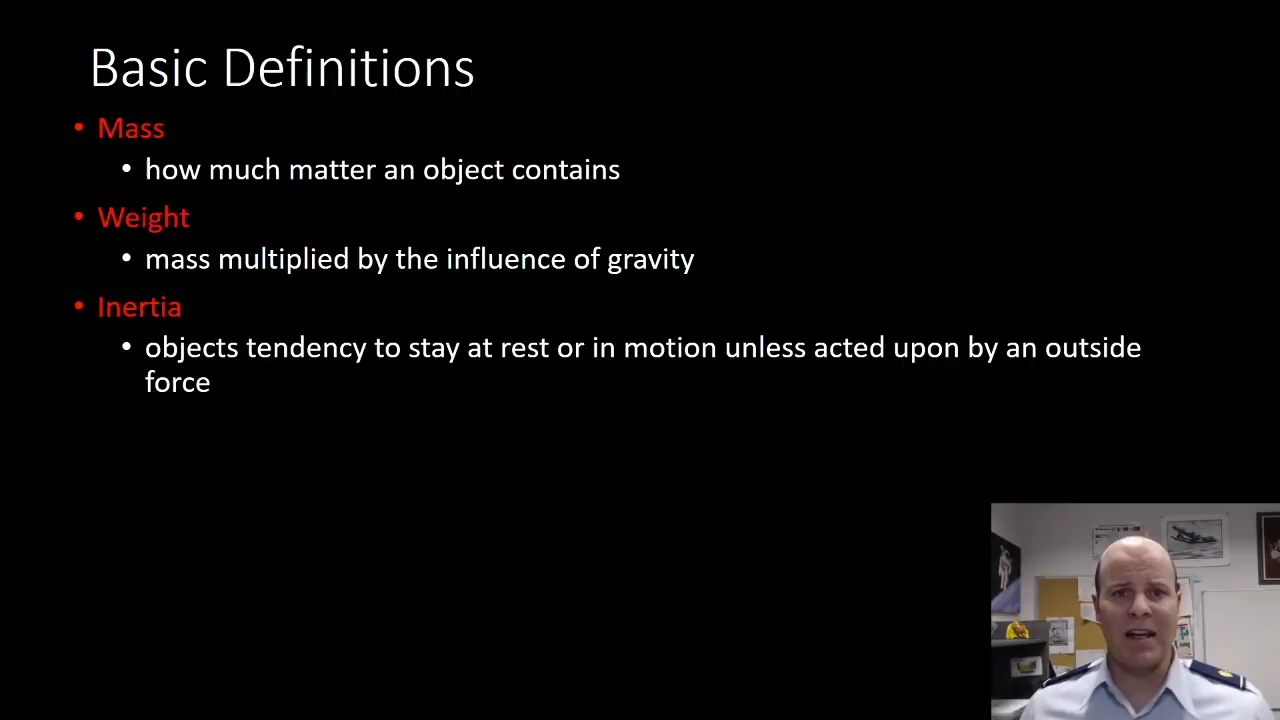 Basic Definitions
• Mass
• how much matter an object contains
• Weight
• mass multiplied by the influence of gravity
• Inertia
• objects tendency to stay at rest or in motion unless acted upon by an outside
force